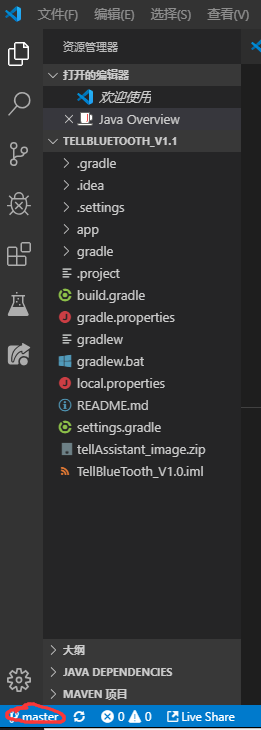 文件(F) 编辑(E) 选择(S) 查看(V)
资源管理器
打开的编辑器
欢迎使用
Java Overview
TELLBLUETOOTH_V1.1
.gradle
.idea
.settings
app
gradle
.project
build.gradle
gradle.properties
gradlew
gradlew.bat
local.properties
README.md
settings.gradle
tellAssistant_image.zip
TellBlueTooth_V1.0.iml
大纲
JAVA DEPENDENCIES
MAVEN 项目
master 0 0 Live Share